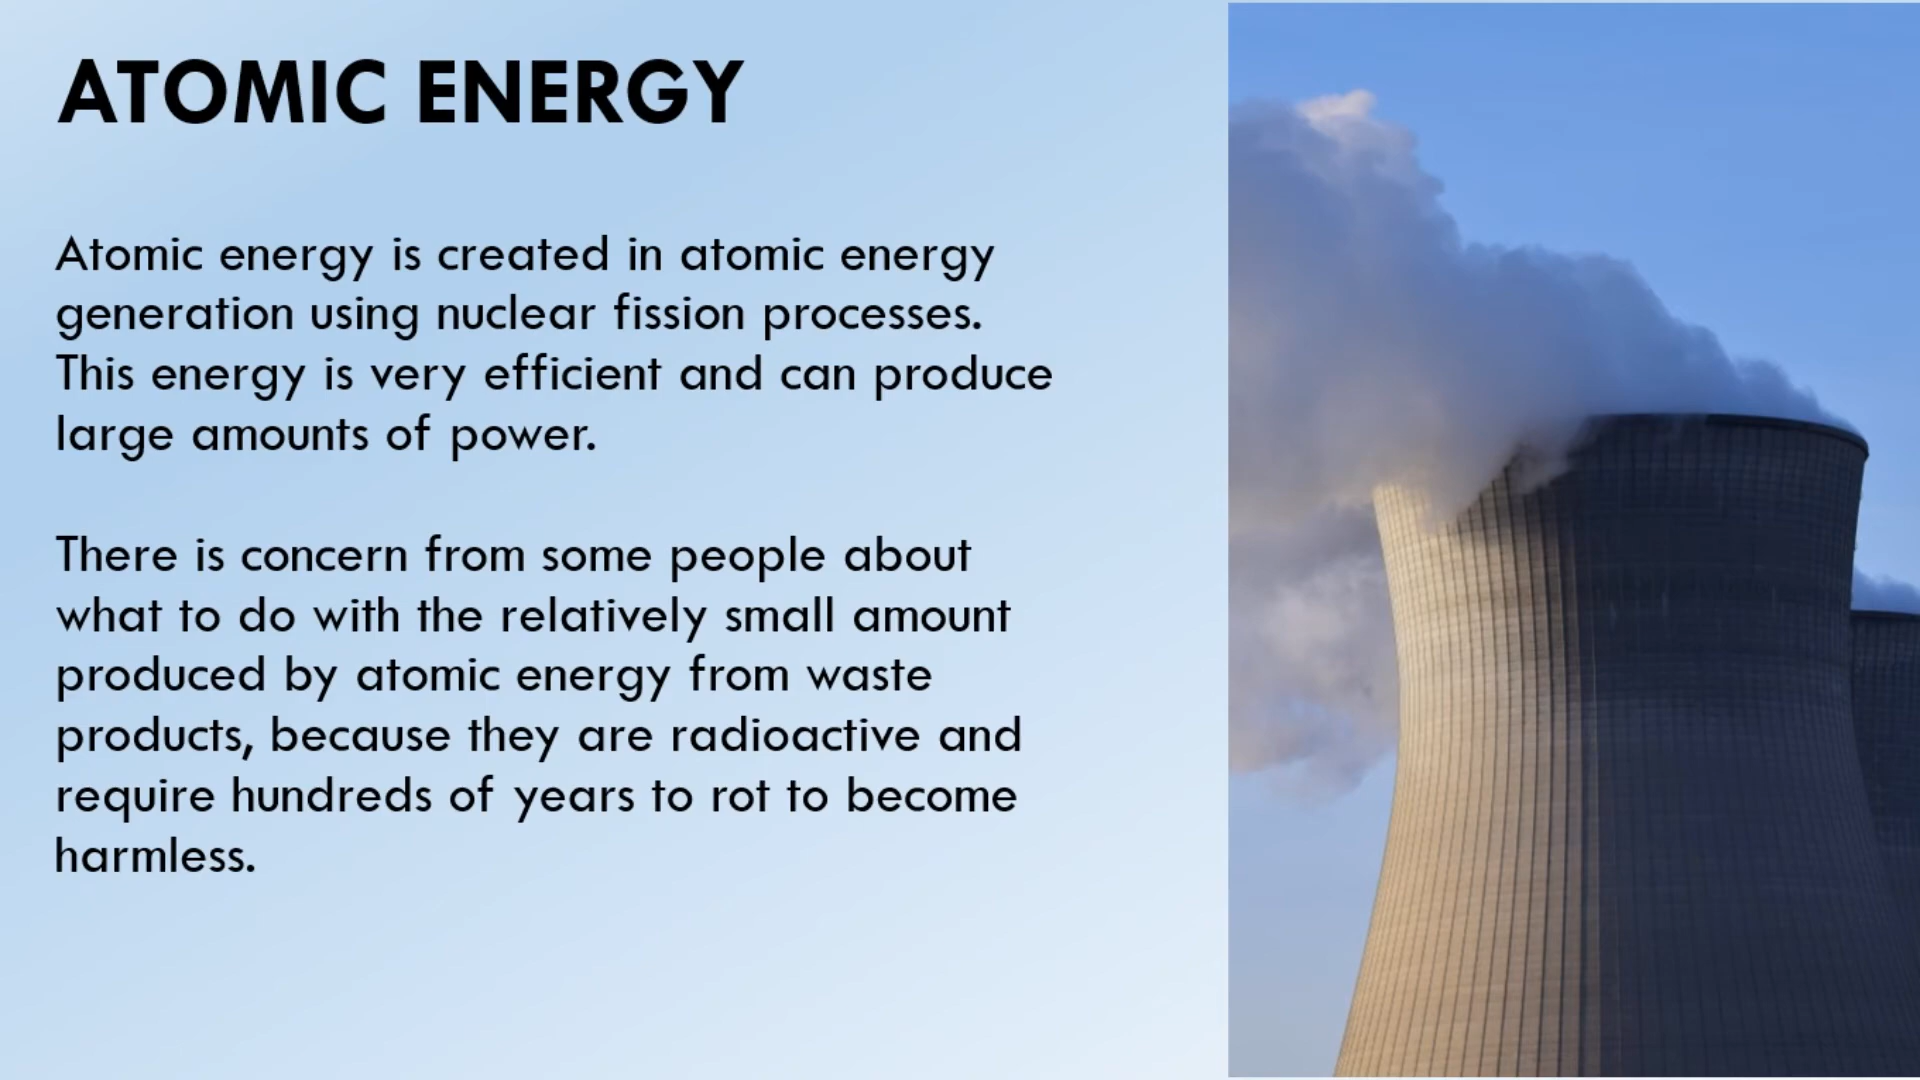 ATOMIC ENERGY
Atomic energy is created in atomic energy
generation using nuclear fission processes.
This energy is very efficient and can produce
large amounts of power.
There is concern from some people about
what to do with the relatively small amount
produced by atomic energy from waste
products, because they are radioactive and
require hundreds of years to rot to become
harmless.